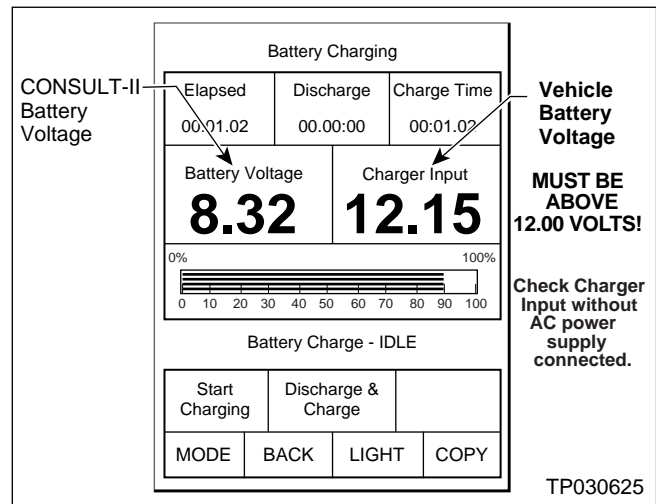 Battery Charging
CONSULT-II
Battery
Voltage
Elapsed
00:01.02
Discharge
00.00:00
Charge Time
00:01.02
Vehicle
Battery
Voltage
Battery Voltage
8.32
Charger Input
12.15
MUST BE
ABOVE
12.00 VOLTS!
0% 100%
0 10 20 30 40 50 60 70 80 90 100
Check Charger
Input without
AC power
supply
connected.
Battery Charge - IDLE
Start
Charging
Discharge &
Charge
MODE BACK LIGHT COPY
TP030625